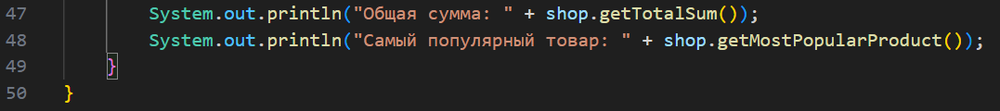 47 System.out.println("Общая сумма: " + shop.getTotalSum());
48 System.out.println("Самый популярный товар: " + shop.getMostPopularProduct());
49 }
50 }